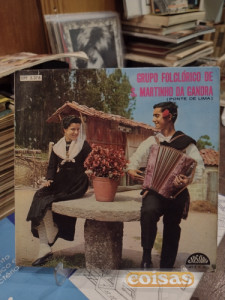 GRUPO FOLCLÓRICO DE
S. MARTINHO DA GANDRA
(PONTE DE LIMA)
coisas